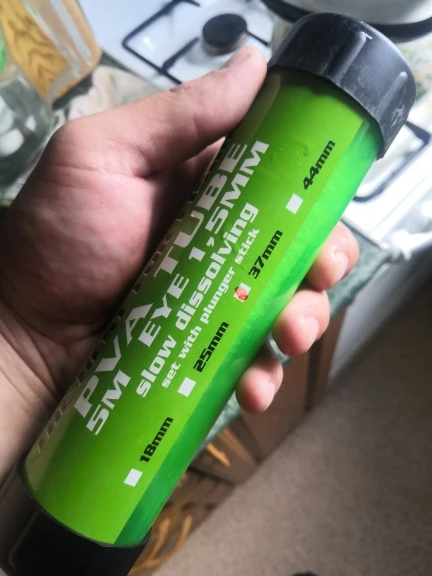 PVA TUBE
5M EYE 1,5MM
slow dissolving
set with plunger stick
18mm
25mm
37mm
44mm